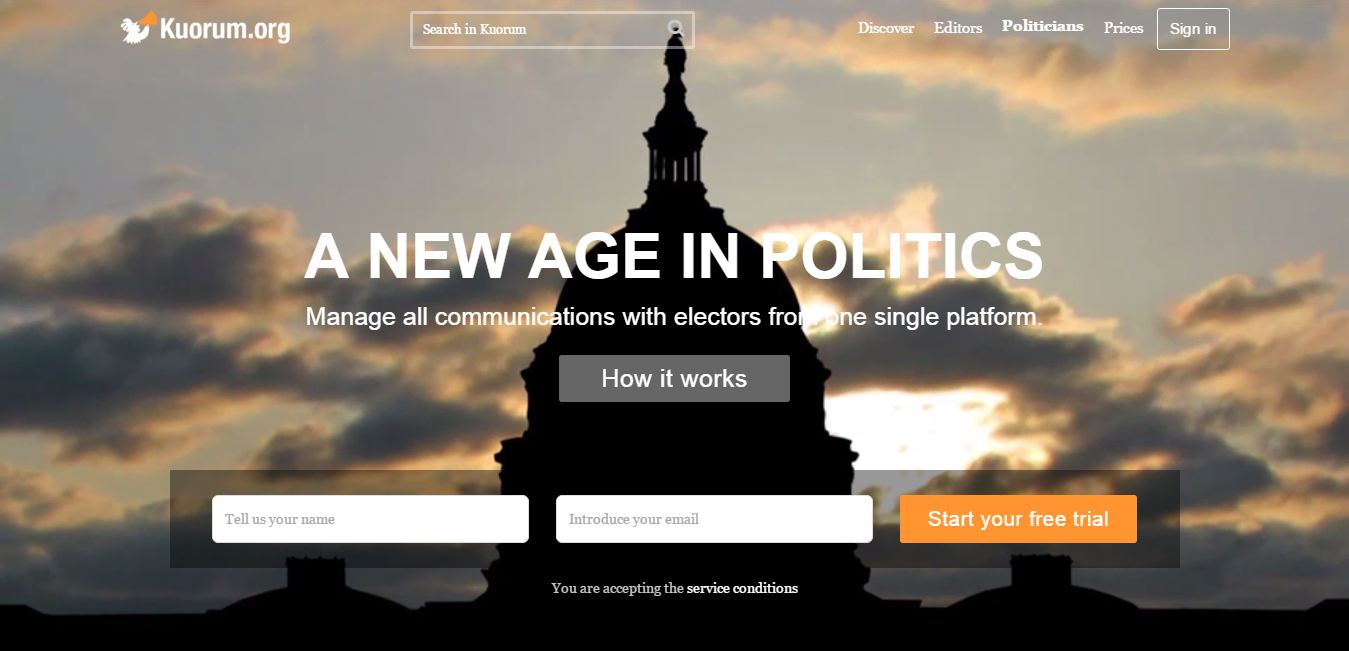 Kuorum.org
Search in Kuorum
Discover
Editors
Politicians
Prices
Sign in
A NEW AGE IN POLITICS
Manage all communications with electors from one single platform.
How it works
Tell us your name
Introduce your email
Start your free trial
You are accepting the service conditions